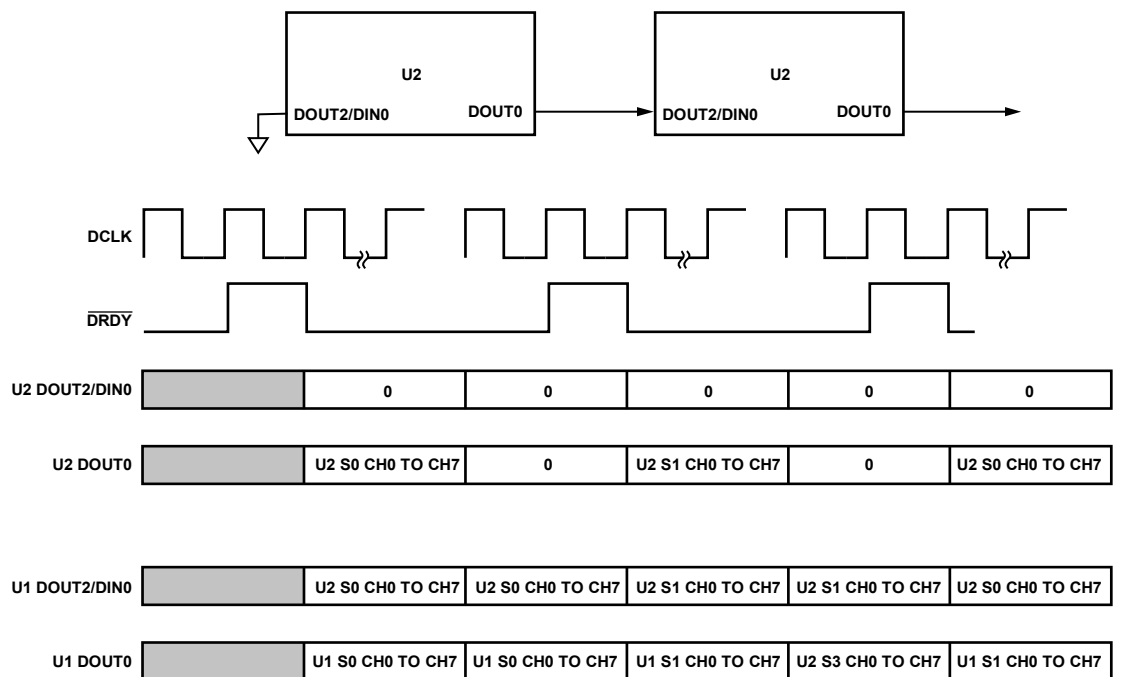 U2 U2
DOUT2/DIN0 DOUT0 DOUT2/DIN0 DOUT0
DCLK
DRDY
U2 DOUT2/DIN0 0 0 0 0 0
U2 DOUT0 U2 S0 CH0 TO CH7 0 U2 S1 CH0 TO CH7 0 U2 S0 CH0 TO CH7
U1 DOUT2/DIN0 U2 S0 CH0 TO CH7 U2 S0 CH0 TO CH7 U2 S1 CH0 TO CH7 U2 S1 CH0 TO CH7 U2 S0 CH0 TO CH7
U1 DOUT0 U1 S0 CH0 TO CH7 U1 S0 CH0 TO CH7 U1 S1 CH0 TO CH7 U2 S3 CH0 TO CH7 U1 S1 CH0 TO CH7